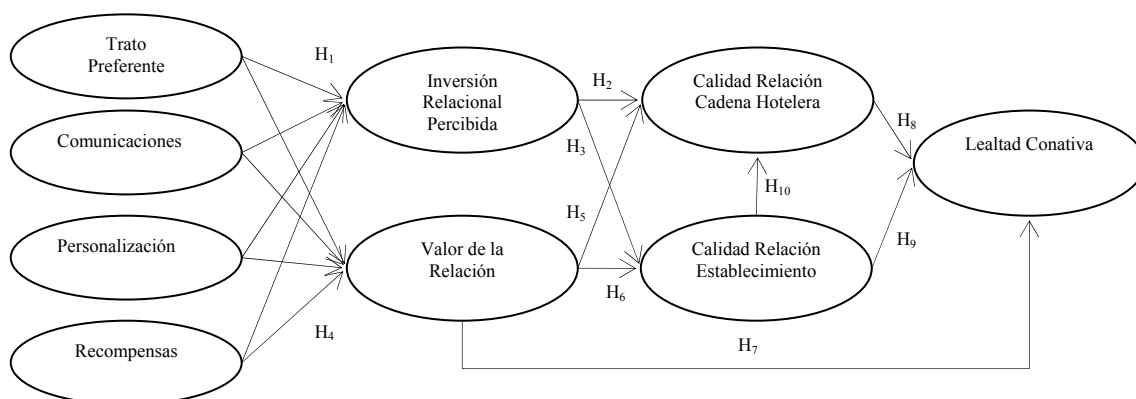 Trato
Preferente
Comunicaciones
Personalización
Recompensas
H1
H4
Inversión
Relacional
Percibida
Valor de la
Relación
H2
H3
H5
H6
H7
Calidad Relación
Cadena Hotelera
H10
Calidad Relación
Establecimiento
H8
H9
Lealtad Conativa